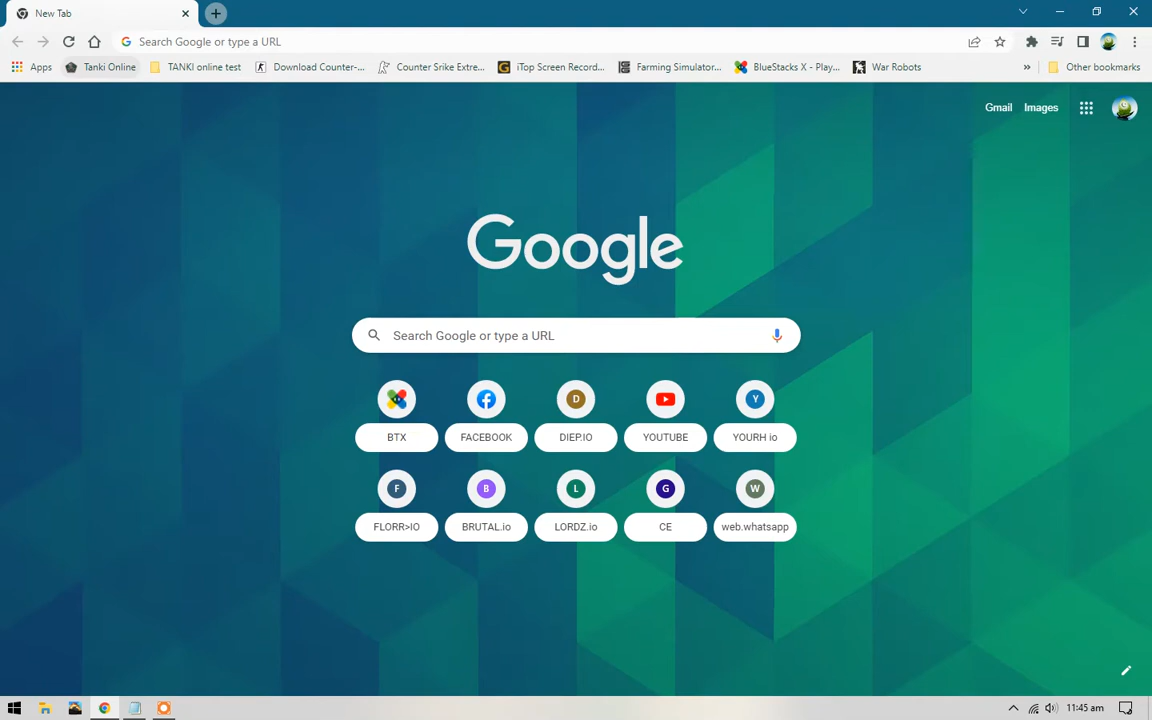 New Tab
Search Google or type a URL
Apps Tanki Online TANKI online test Download Counter-... Counter Srike Extre... iTop Screen Record... Farming Simulator... BlueStacks X - Play... War Robots » Other bookmarks
Gmail Images
Google
Search Google or type a URL
D Y
BTX FACEBOOK DIEP.IO YOUTUBE YOURH io
F B L G W
FLORR>IO BRUTAL.io LORDZ.io CE web.whatsapp
11:45 am